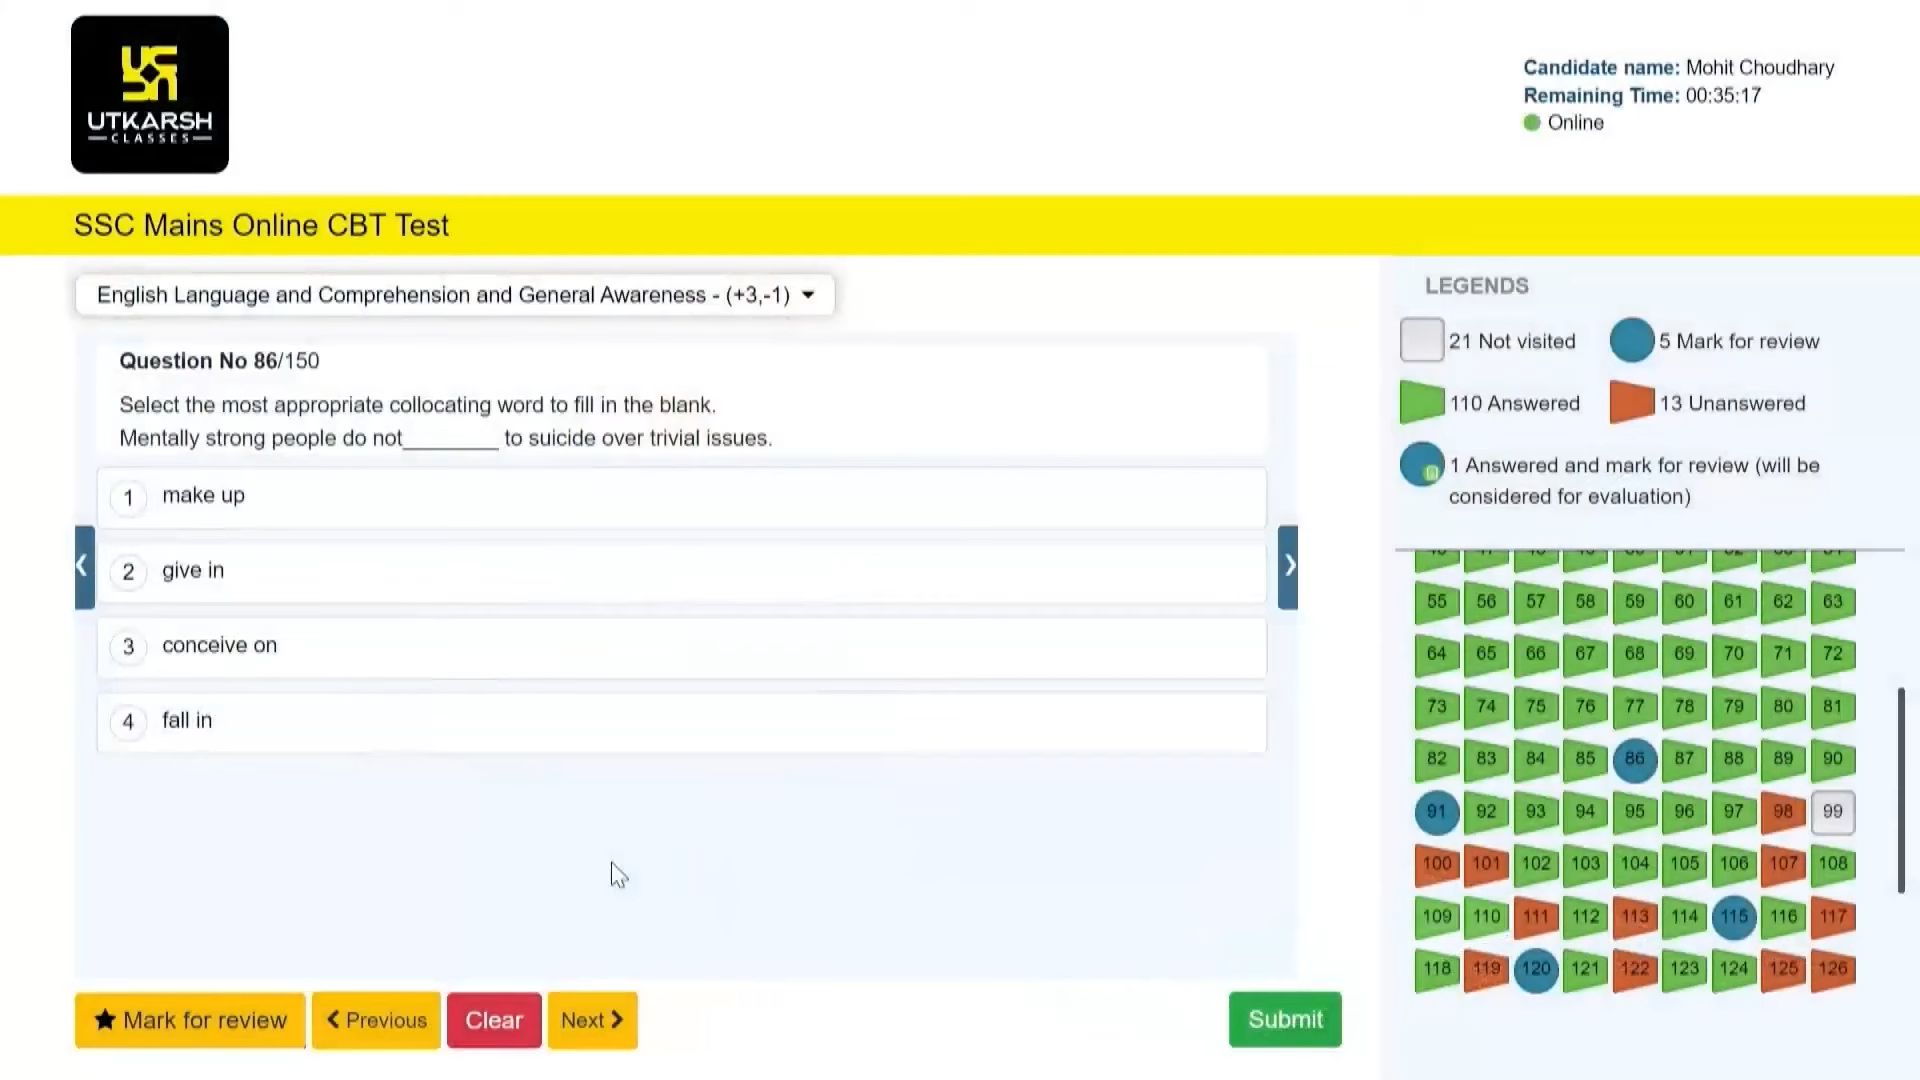 UTKARSH
CLASSES
Candidate name: Mohit Choudhary
Remaining Time: 00:35:17
Online
SSC Mains Online CBT Test
English Language and Comprehension and General Awareness - (+3,-1)
Question No 86/150
Select the most appropriate collocating word to fill in the blank.
Mentally strong people do not________ to suicide over trivial issues.
1 make up
2 give in
3 conceive on
4 fall in
Mark for review
Previous
Clear
Next
Submit
LEGENDS
21 Not visited
5 Mark for review
110 Answered
13 Unanswered
1 Answered and mark for review (will be
considered for evaluation)
55 56 57 58 59 60 61 62 63
64 65 66 67 68 69 70 71 72
73 74 75 76 77 78 79 80 81
82 83 84 85 86 87 88 89 90
91 92 93 94 95 96 97 98 99
100 101 102 103 104 105 106 107 108
109 110 111 112 113 114 115 116 117
118 119 120 121 122 123 124 125 126